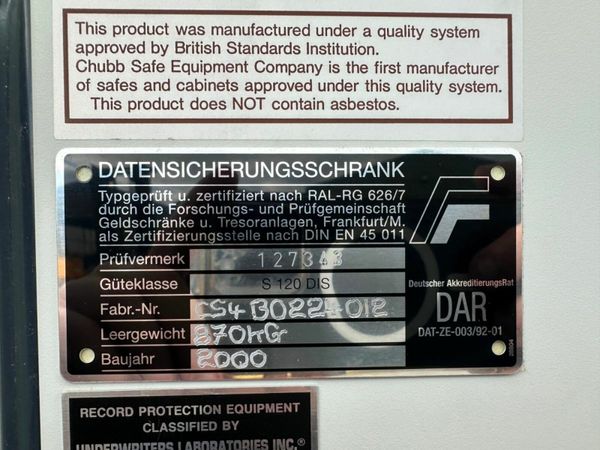 This product was manufactured under a quality system
approved by British Standards Institution.
Chubb Safe Equipment Company is the first manufacturer
of safes and cabinets approved under this quality system.
This product does NOT contain asbestos.
DATENSICHERUNGSSCHRANK
Typgeprüft u. zertifiziert nach RAL-RG 626/7
durch die Forschungs- und Prüfgemeinschaft
Geldschränke u. Tresoranlagen, Frankfurt/M.
als Zertifizierungsstelle nach DIN EN 45 011
Prüfvermerk 127343
Güteklasse S 120 DIS
Fabr.-Nr.
Leergewicht 870KG
Baujahr 2000
Deutscher AkkreditierungsRat
DAR
DAT-ZE-003/92-01
RECORD PROTECTION EQUIPMENT
CLASSIFIED BY
UNDERWRITERS LABORATORIES INC.®